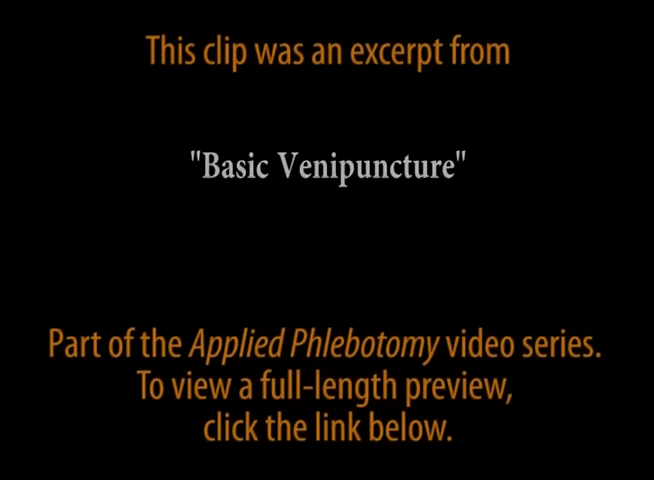 This clip was an excerpt from
"Basic Venipuncture"
Part of the Applied Phlebotomy video series.
To view a full-length preview,
click the link below.